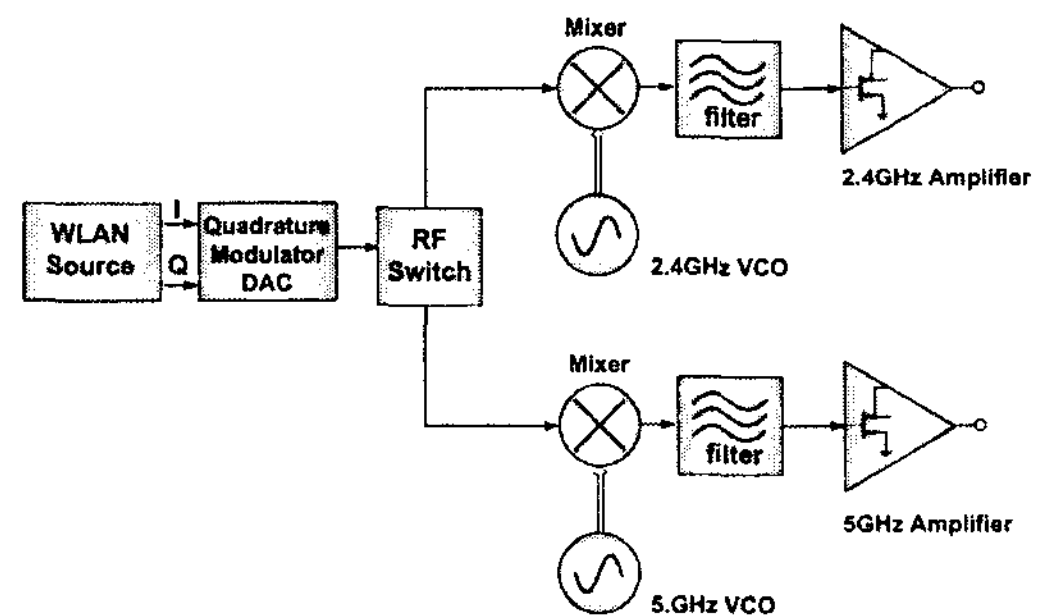 Mixer
filter
2.4GHz Amplifier
2.4GHz VCO
WLAN
Source
I
Q
Quadrature
Modulator
DAC
RF
Switch
Mixer
filter
5GHz Amplifier
5.GHz VCO